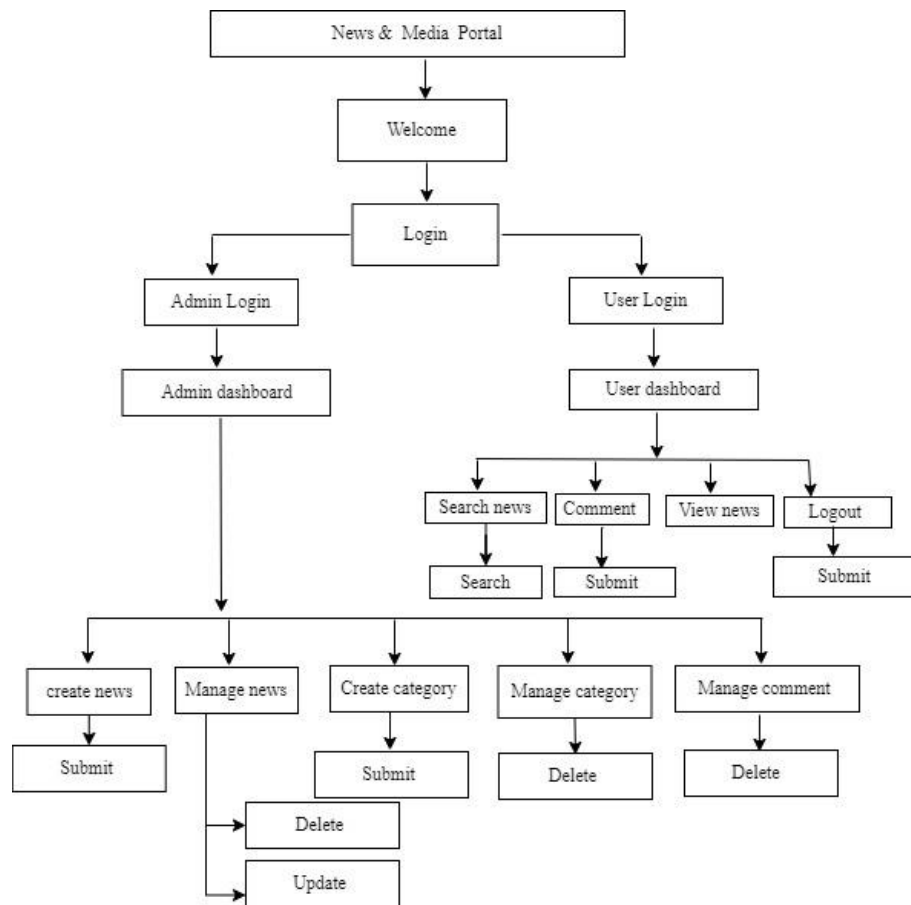 News & Media Portal
Welcome
Login
Admin Login
User Login
Admin dashboard
User dashboard
Search news
Comment
View news
Logout
Search
Submit
Submit
create news
Manage news
Create category
Manage category
Manage comment
Submit
Submit
Delete
Delete
Delete
Update